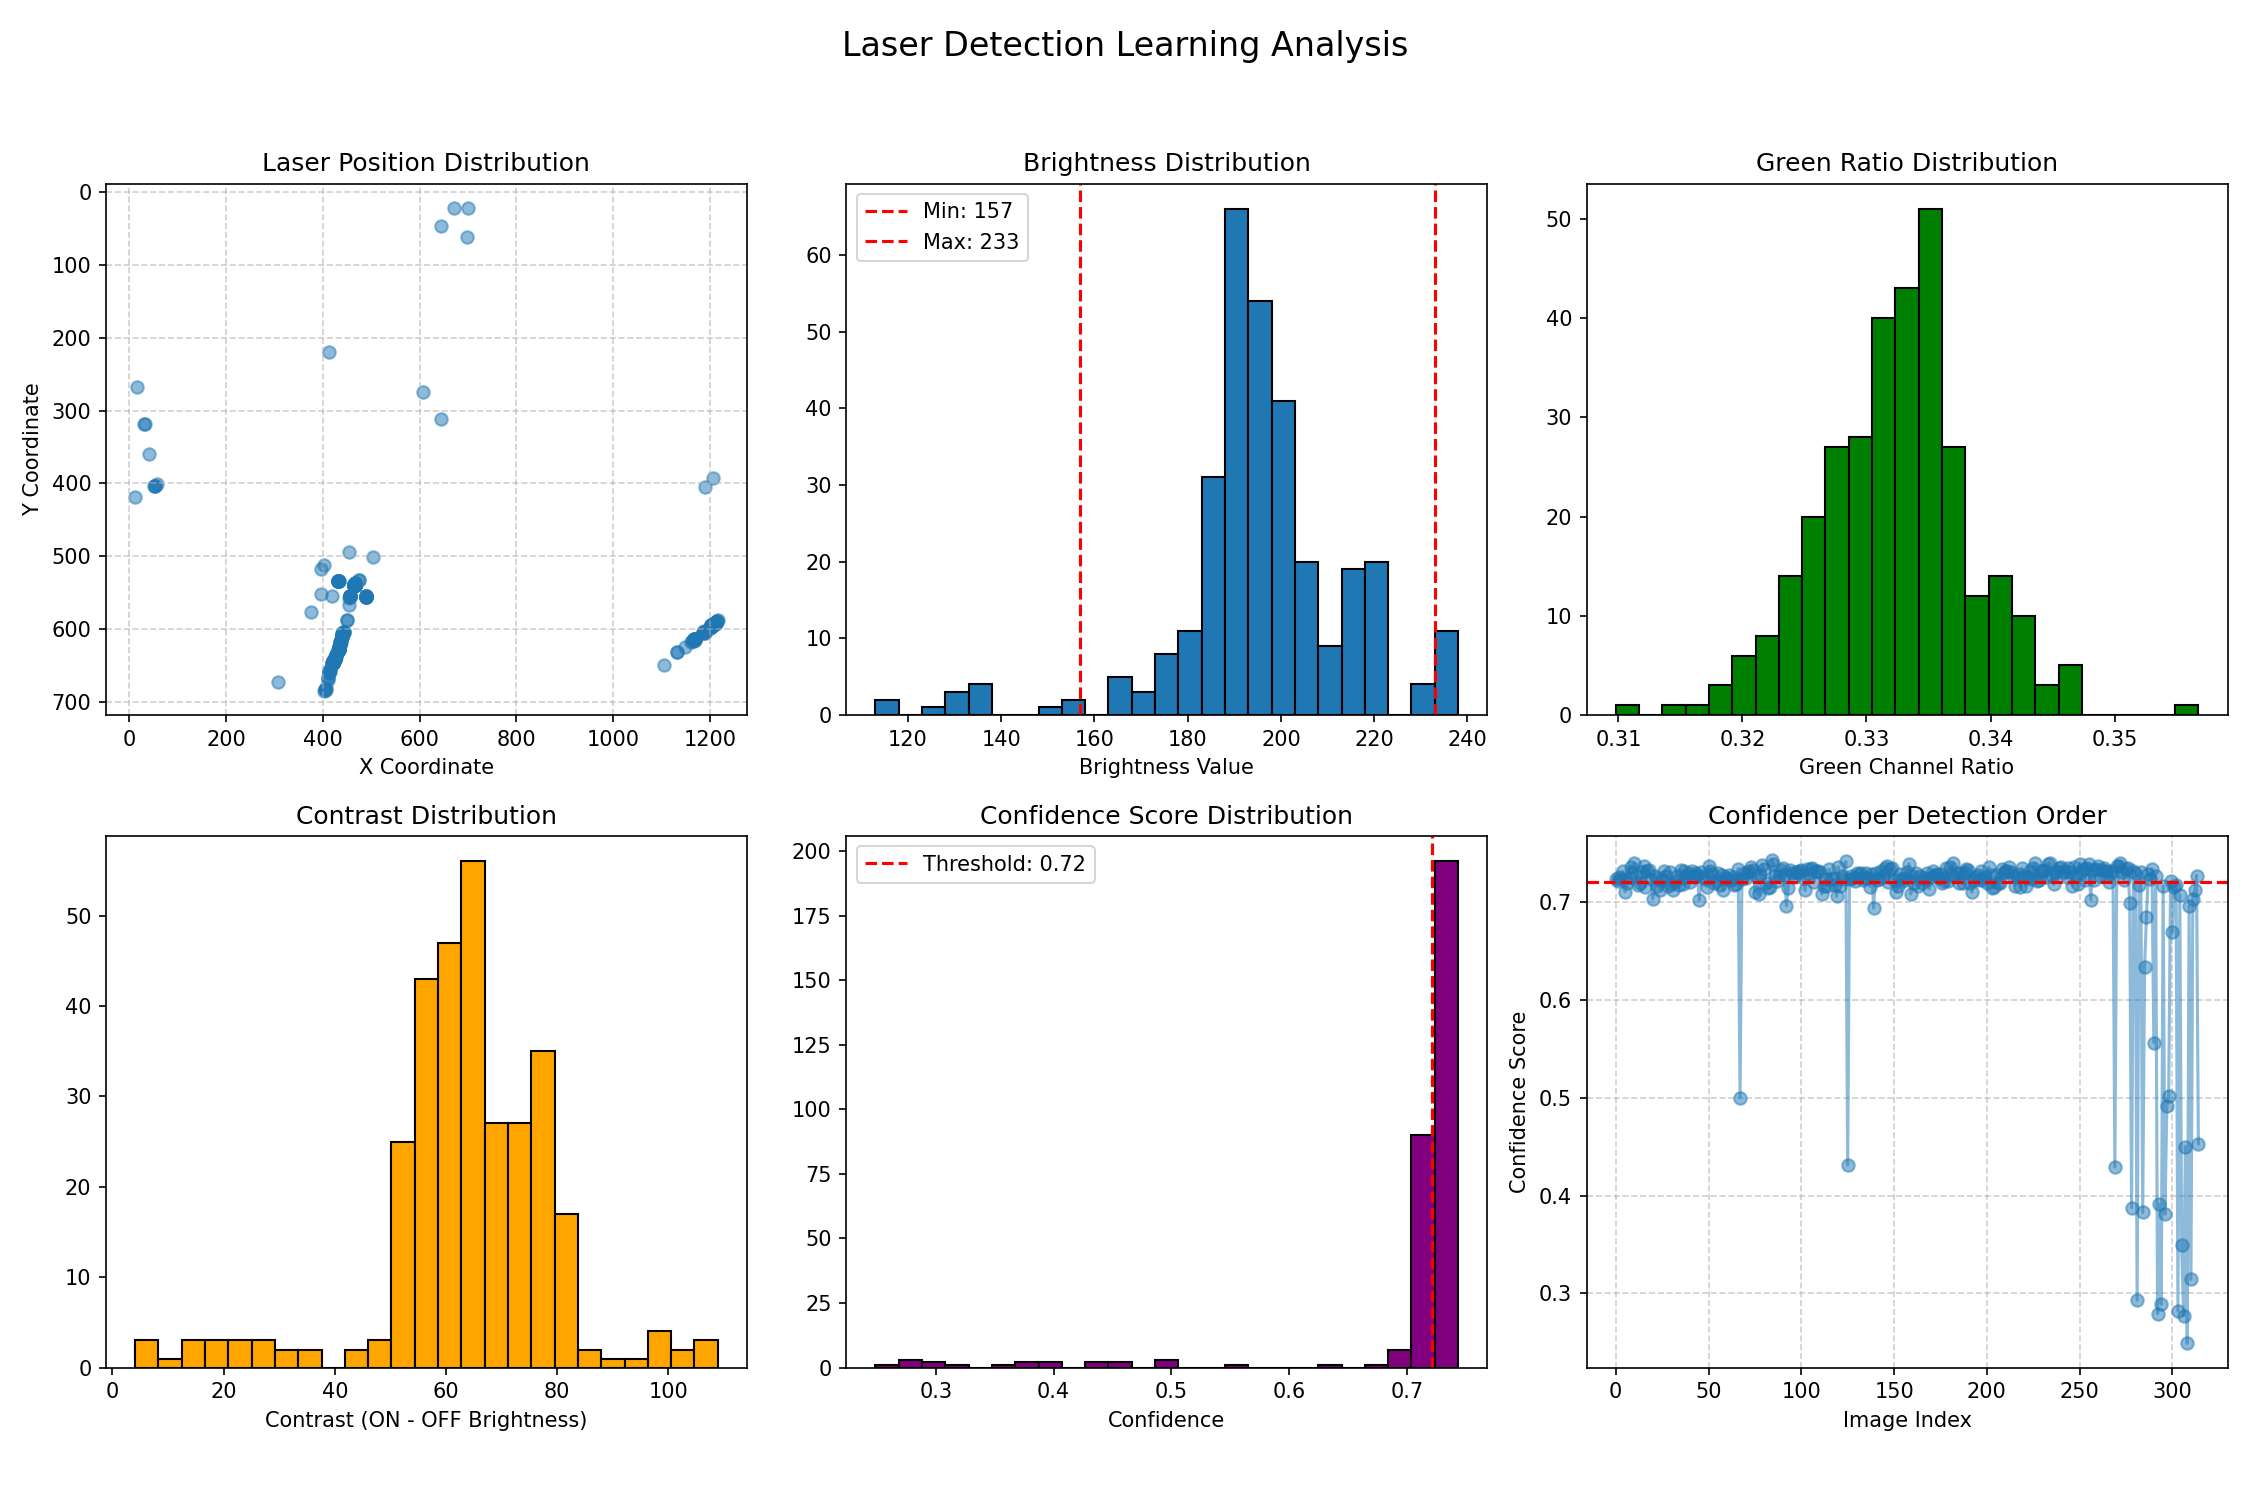 Laser Detection Learning Analysis
Laser Position Distribution
Y Coordinate
0
100
200
300
400
500
600
700
0 200 400 600 800 1000 1200
X Coordinate
Brightness Distribution
Min: 157
Max: 233
60
50
40
30
20
10
0
120 140 160 180 200 220 240
Brightness Value
Green Ratio Distribution
50
40
30
20
10
0
0.31 0.32 0.33 0.34 0.35
Green Channel Ratio
Contrast Distribution
50
40
30
20
10
0
0 20 40 60 80 100
Contrast (ON - OFF Brightness)
Confidence Score Distribution
Threshold: 0.72
200
175
150
125
100
75
50
25
0
0.3 0.4 0.5 0.6 0.7
Confidence
Confidence per Detection Order
Confidence Score
0.7
0.6
0.5
0.4
0.3
0 50 100 150 200 250 300
Image Index